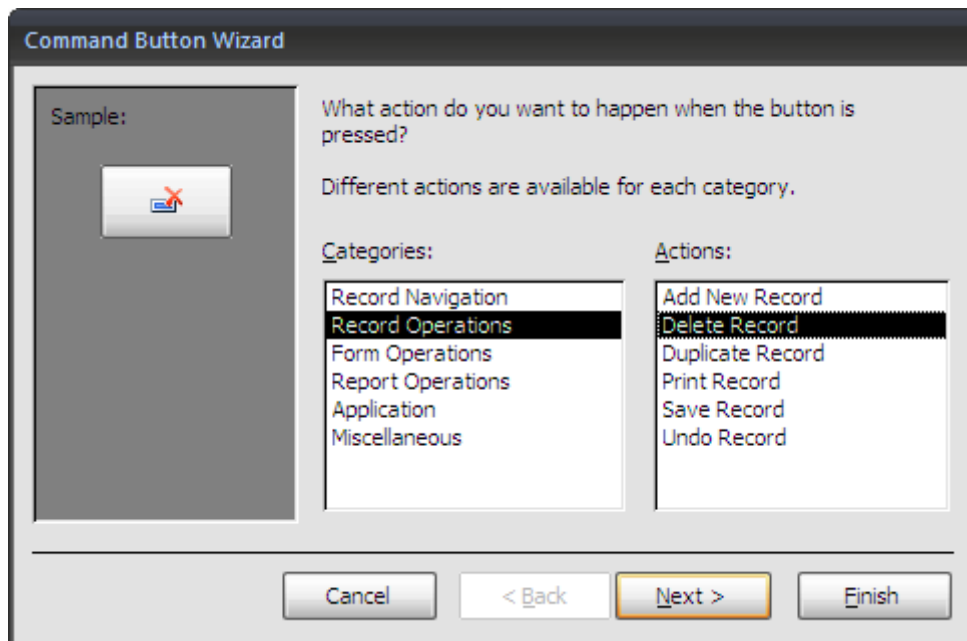 Command Button Wizard
Sample:
What action do you want to happen when the button is
pressed?
Different actions are available for each category.
Categories:
Record Navigation
Record Operations
Form Operations
Report Operations
Application
Miscellaneous
Actions:
Add New Record
Delete Record
Duplicate Record
Print Record
Save Record
Undo Record
Cancel
< Back
Next >
Finish